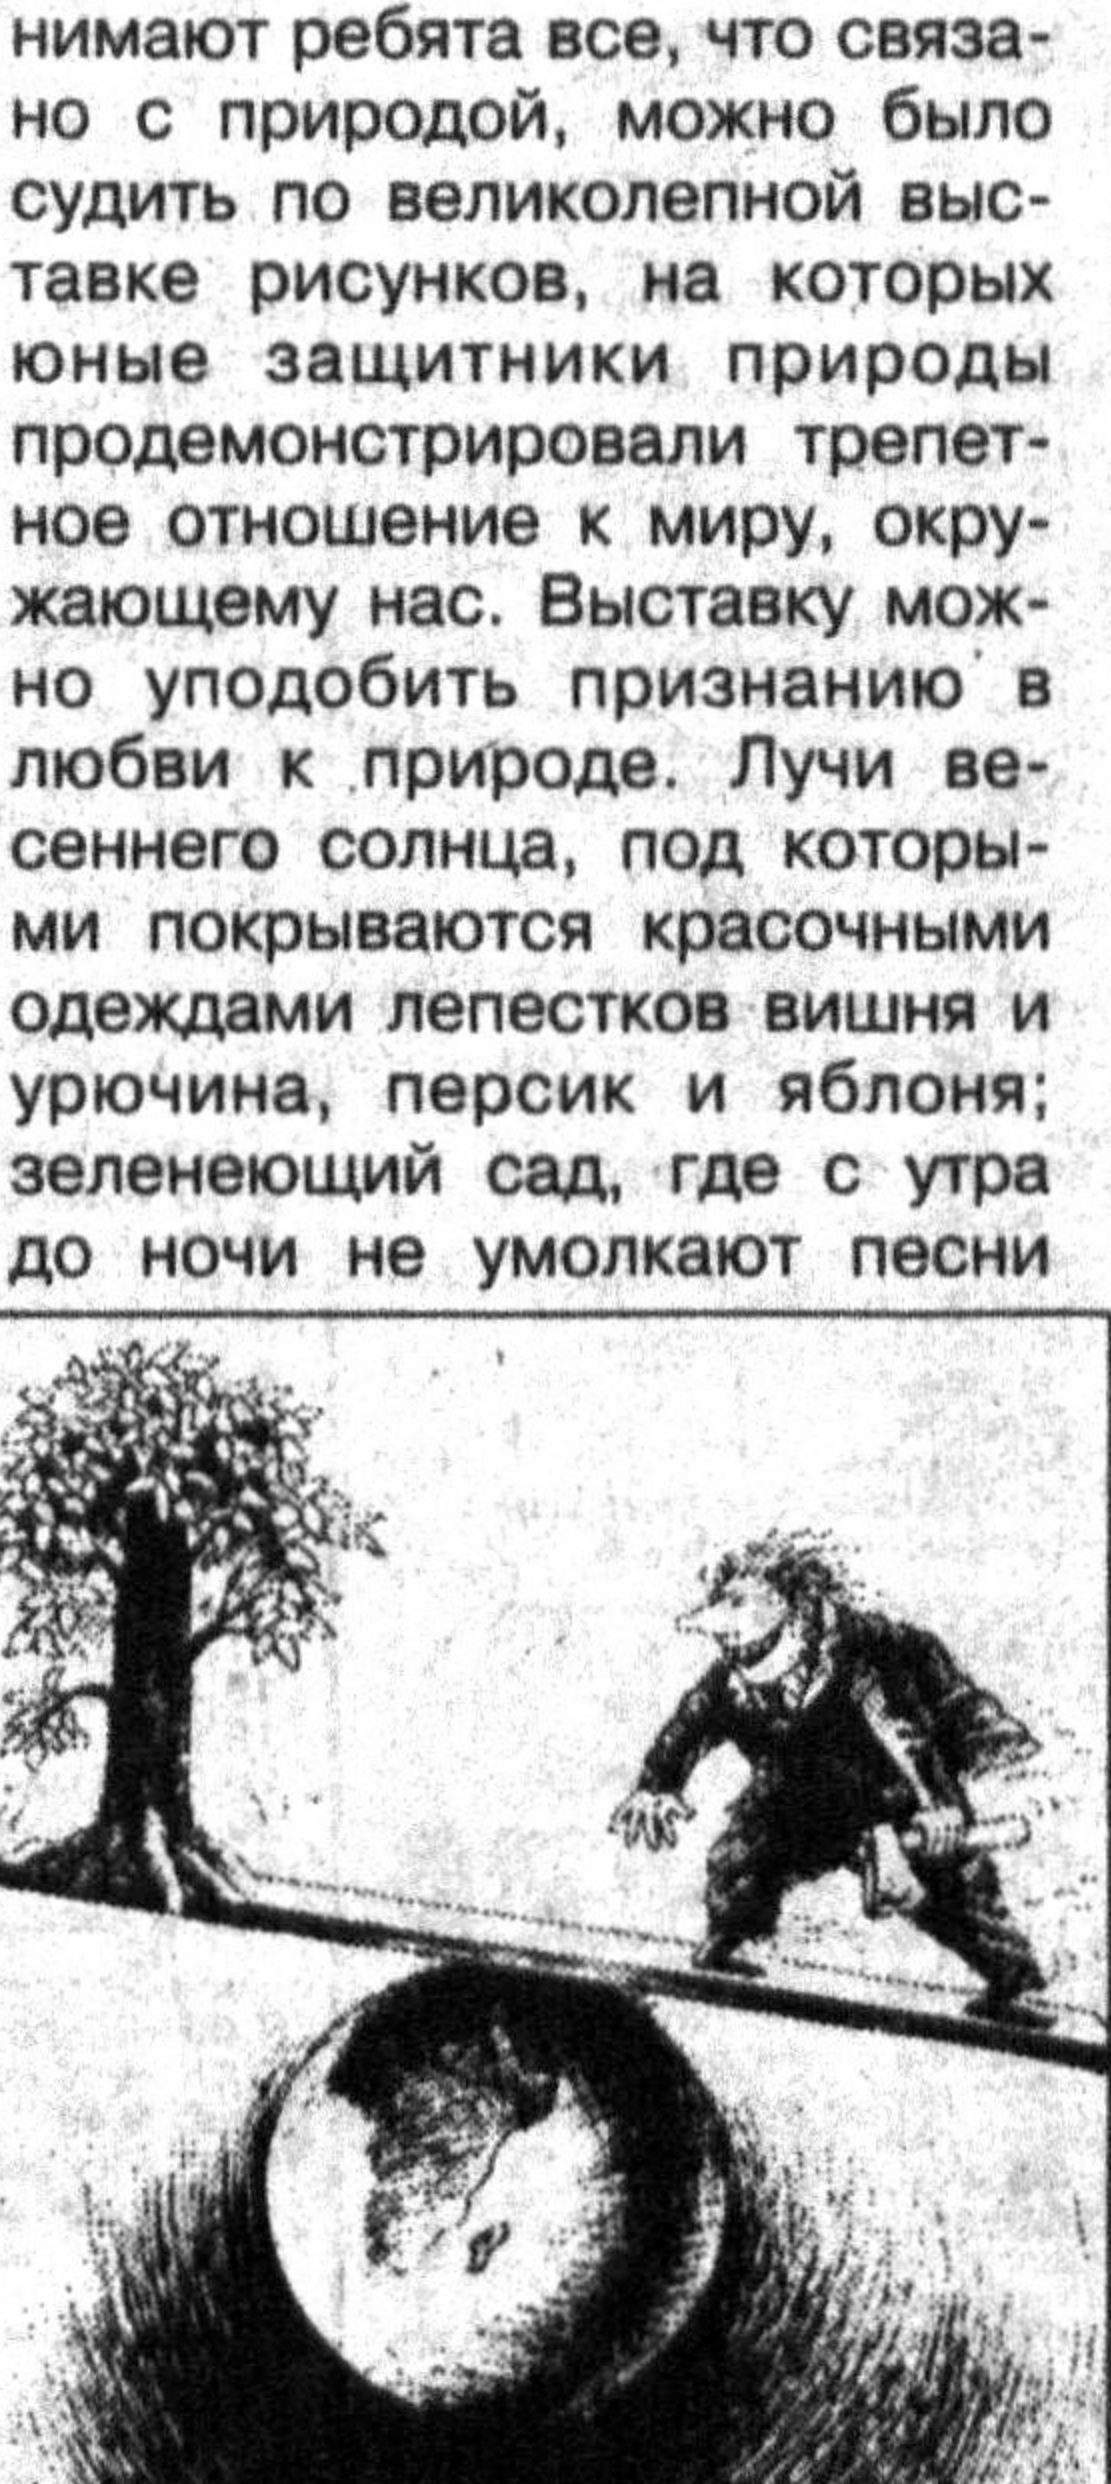 нимают ребята все, что связа-
но с природой, можно было
судить по великолепной выс-
тавке рисунков, на которых
юные защитники природы
продемонстрировали трепет-
ное отношение к миру, окру-
жающему нас. Выставку мож-
но уподобить признанию в
любви к природе. Лучи ве-
сеннего солнца, под которы-
ми покрываются красочными
одеждами лепестков вишня и
урючина, персик и яблоня;
зеленеющий сад, где с утра
до ночи не умолкают песни